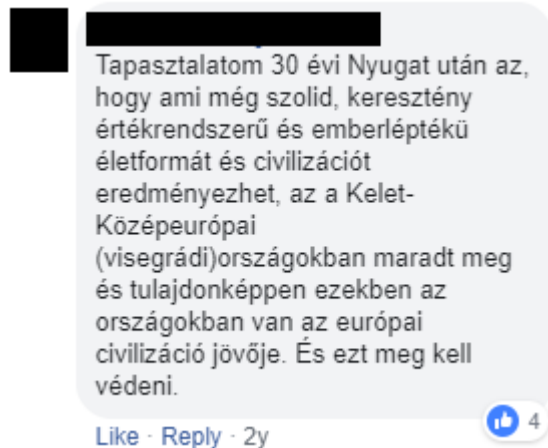 Tapasztalatom 30 évi Nyugat után az,
hogy ami még szolid, keresztény
értékrendszerű és emberléptékü
életformát és civilizációt
eredményezhet, az a Kelet-
Középeurópai
(visegrádi)országokban maradt meg
és tulajdonképpen ezekben az
országokban van az európai
civilizáció jövője. És ezt meg kell
védeni.
4
Like · Reply · 2y